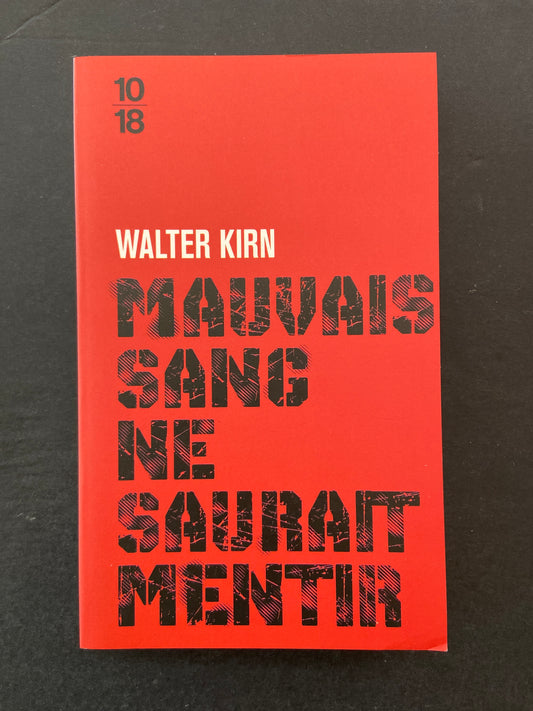 10
18
WALTER KIRN
MAUVAIS
SANG
NE
SAURAIT
MENTIR